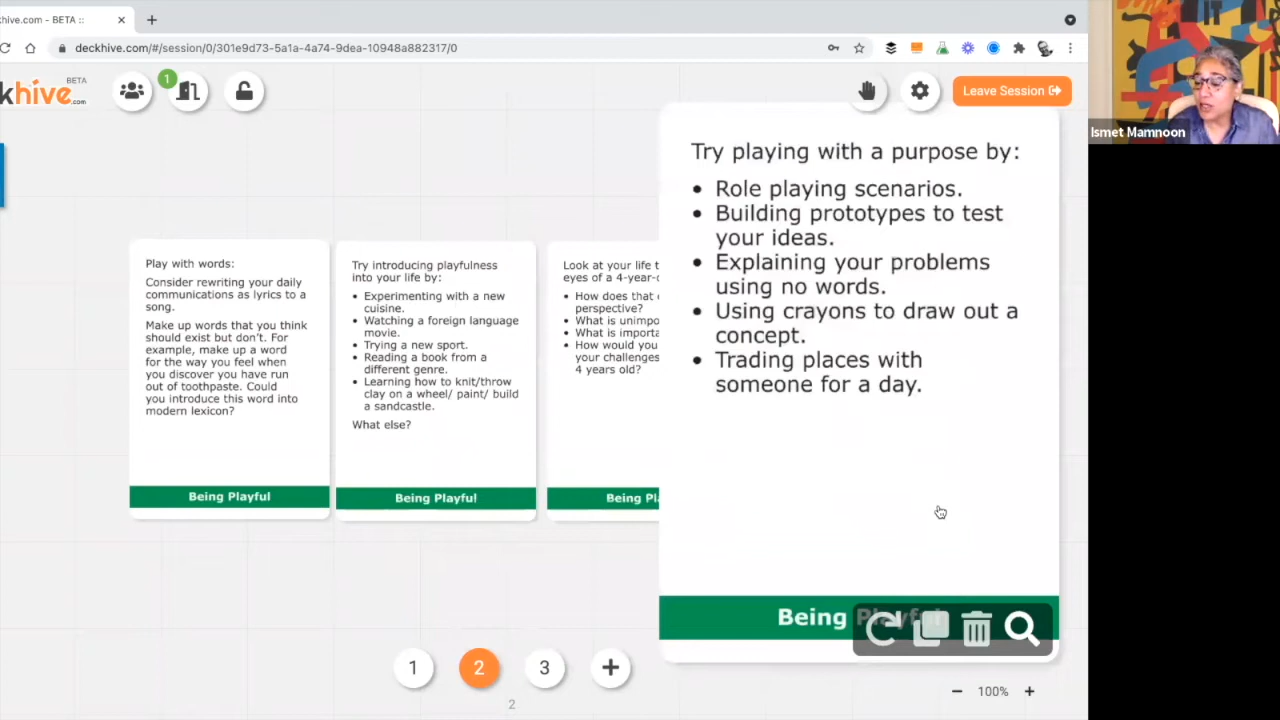 hive.com - BETA ::
deckhive.com/#/session/0/301e9d73-5a1a-4a74-9dea-10948a882317/0
khive.com
BETA
1
Leave Session
Ismet Mamnoon
Play with words:
Consider rewriting your daily
communications as lyrics to a
song.
Make up words that you think
should exist but don't. For
example, make up a word
for the way you feel when
you discover you have run
out of toothpaste. Could
you introduce this word into
modern lexicon?
Being Playful
Try introducing playfulness
into your life by:
• Experimenting with a new
cuisine.
• Watching a foreign language
movie.
• Trying a new sport.
• Reading a book from a
different genre.
• Learning how to knit/throw
clay on a wheel/ paint/ build
a sandcastle.
What else?
Being Playful
Look at your life t
eyes of a 4-year-
• How does that
perspective?
• What is unimpo
• What is importa
• How would you
your challenges
4 years old?
Being Pl
Try playing with a purpose by:
• Role playing scenarios.
• Building prototypes to test
your ideas.
• Explaining your problems
using no words.
• Using crayons to draw out a
concept.
• Trading places with
someone for a day.
Being Playful
1
2
3
2
100%